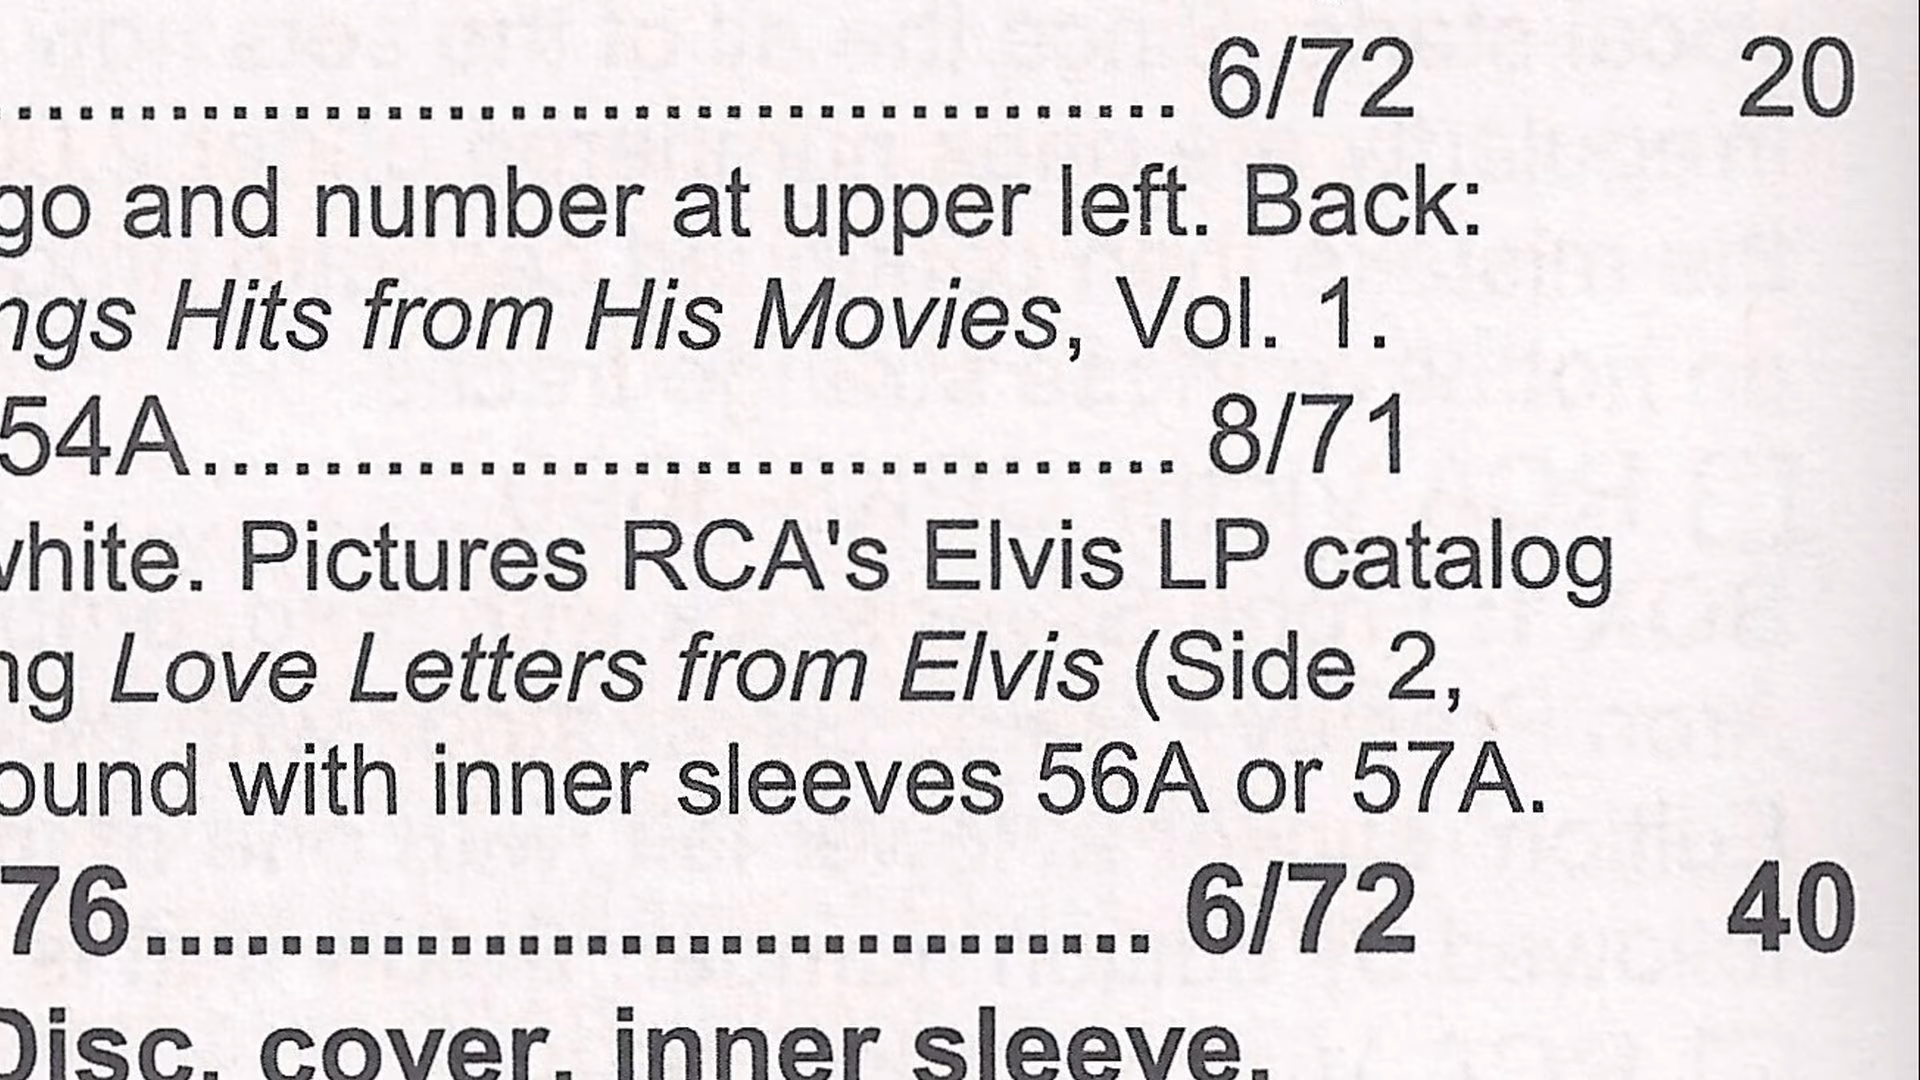 ........................................ 6/72 20
go and number at upper left. Back:
ngs Hits from His Movies, Vol. 1.
54A................................ 8/71
white. Pictures RCA's Elvis LP catalog
ng Love Letters from Elvis (Side 2,
ound with inner sleeves 56A or 57A.
76.............................. 6/72 40
Disc, cover, inner sleeve.